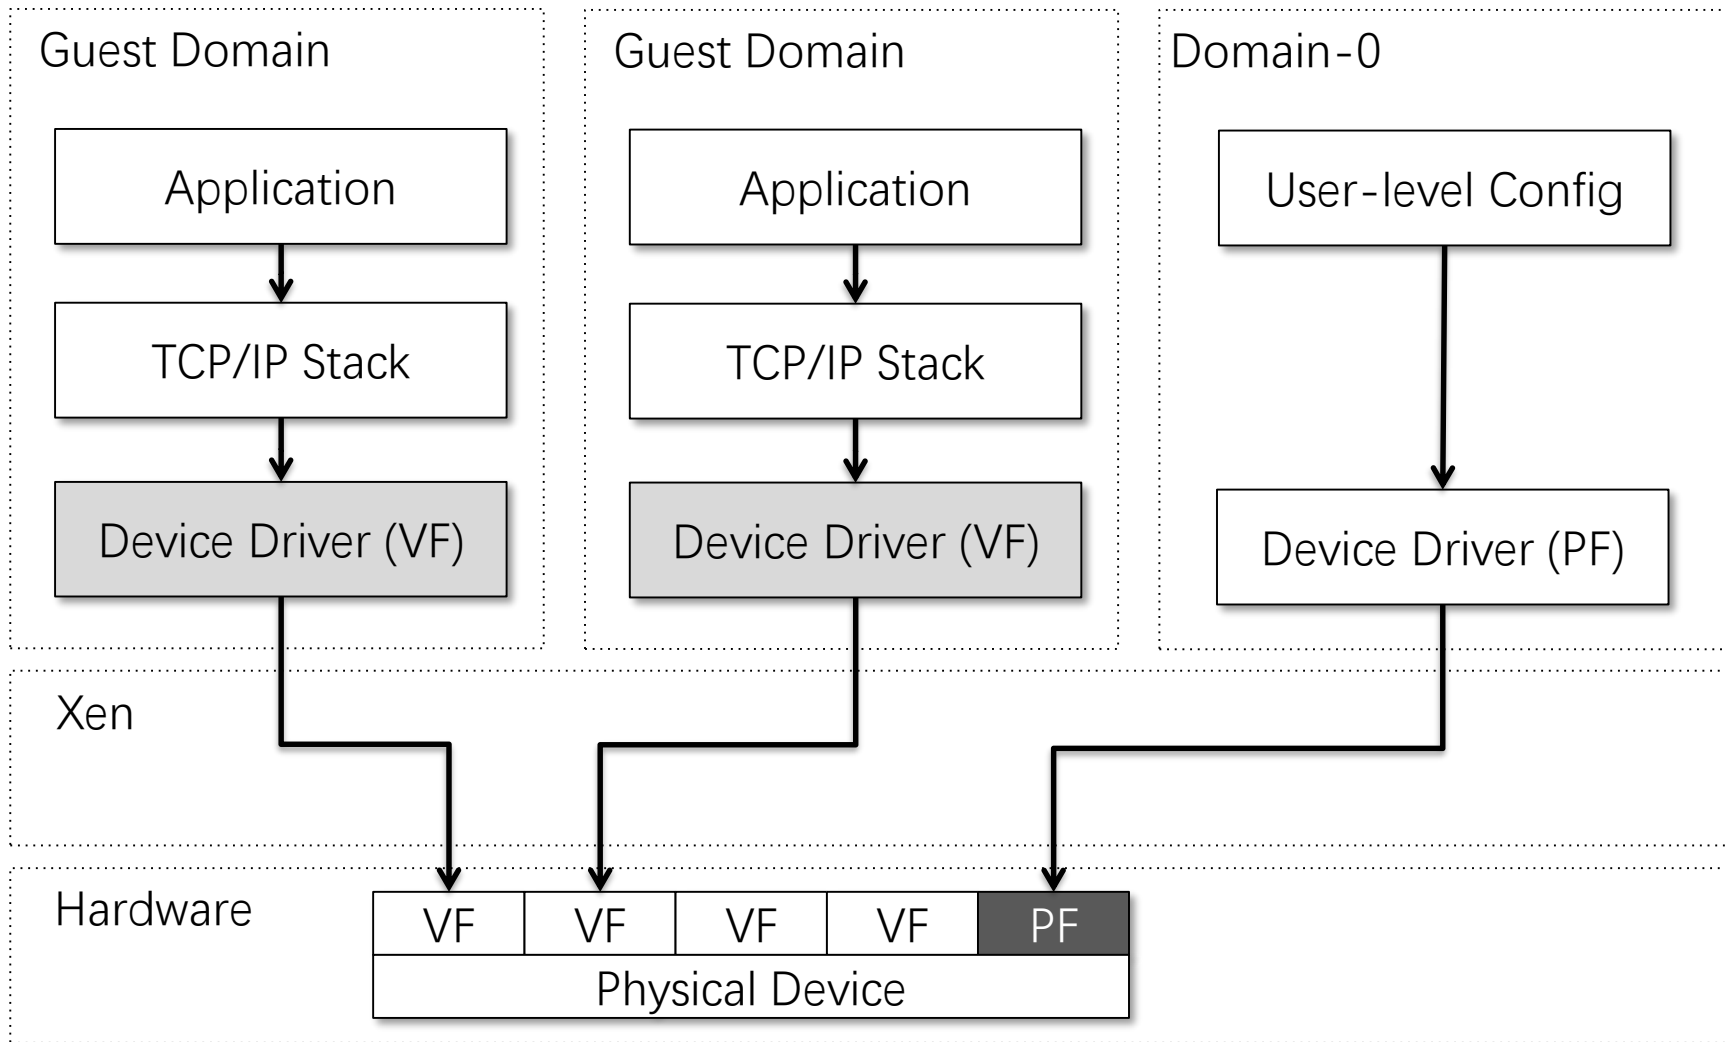 Guest Domain
Application
TCP/IP Stack
Device Driver (VF)
Guest Domain
Application
TCP/IP Stack
Device Driver (VF)
Domain-0
User-level Config
Device Driver (PF)
Xen
Hardware
VF
VF
VF
VF
PF
Physical Device